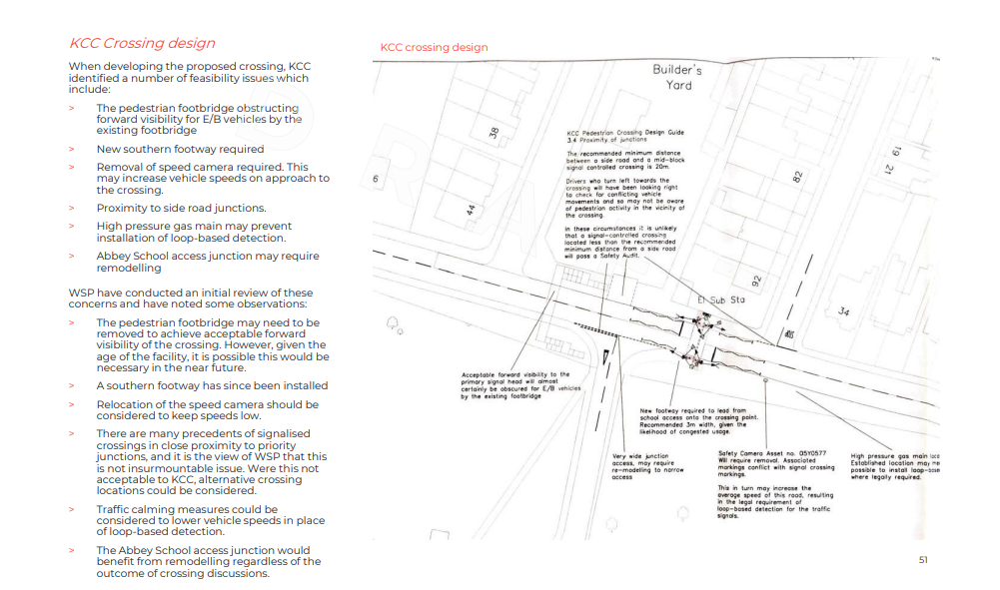 KCC Crossing design
When developing the proposed crossing, KCC
identified a number of feasibility issues which
include:
> The pedestrian footbridge obstructing
forward visibility for E/B vehicles by the
existing footbridge
> New southern footway required
> Removal of speed camera required. This
may increase vehicle speeds on approach to
the crossing.
> Proximity to side road junctions.
> High pressure gas main may prevent
installation of loop-based detection.
> Abbey School access junction may require
remodelling
WSP have conducted an initial review of these
concerns and have noted some observations:
> The pedestrian footbridge may need to be
removed to achieve acceptable forward
visibility of the crossing. However, given the
age of the facility, it is possible this would be
necessary in the near future.
> A southern footway has since been installed
> Relocation of the speed camera should be
considered to keep speeds low.
> There are many precedents of signalised
crossings in close proximity to priority
junctions, and it is the view of WSP that this
is not insurmountable issue. Were this not
acceptable to KCC, alternative crossing
locations could be considered.
> Traffic calming measures could be
considered to lower vehicle speeds in place
of loop-based detection.
> The Abbey School access junction would
benefit from remodelling regardless of the
outcome of crossing discussions.
KCC crossing design
Builder's
Yard
KCC Pedestrian Crossing Design Guide
3.4 Proximity of junctions
The recommended minimum distance
between a side road and a mid-block
signal controlled crossing is 20m.
Drivers who turn left towards the
crossing will have been looking right
to check for conflicting vehicle
movements and so may not be aware
of pedestrian activity in the vicinity of
the crossing.
In these circumstances it is unlikely
that a signal-controlled crossing
located less than the recommended
minimum distance from a side road
will pass a Safety Audit.
38
6
44
82
19
21
92
El Sub Sta
34
Acceptable forward visibility to the
primary signal head will almost
certainly be obscured for E/B vehicles
by the existing footbridge
New footway required to lead from
school access onto the crossing point.
Recommended 3m width, given the
likelihood of congested usage.
Very wide junction
access, may require
re-modelling to narrow
access
Safety Camera Asset no. 05Y0577
Will require removal. Associated
markings conflict with signal crossing
markings.
This in turn may increase the
average speed of this road, resulting
in the legal requirement of
loop-based detection for the traffic
signals.
High pressure gas main
Established location may
possible to install loop-
where legally required.
51